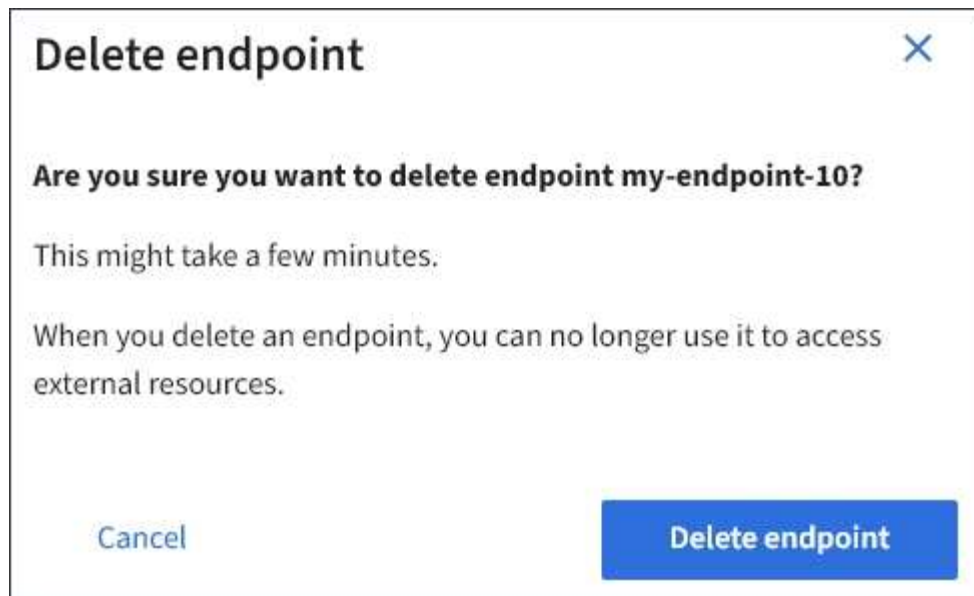 Delete endpoint
Are you sure you want to delete endpoint my-endpoint-10?
This might take a few minutes.
When you delete an endpoint, you can no longer use it to access
external resources.
Cancel
Delete endpoint